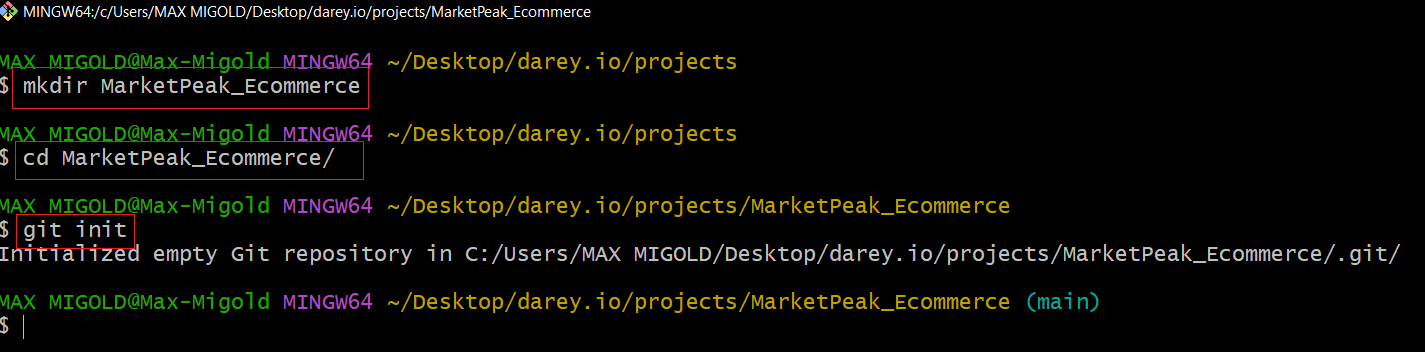 MINGW64:/c/Users/MAX MIGOLD/Desktop/darey.io/projects/MarketPeak_Ecommerce
MAX MIGOLD@Max-Migold MINGW64 ~/Desktop/darey.io/projects
$ mkdir MarketPeak_Ecommerce
MAX MIGOLD@Max-Migold MINGW64 ~/Desktop/darey.io/projects
$ cd MarketPeak_Ecommerce/
MAX MIGOLD@Max-Migold MINGW64 ~/Desktop/darey.io/projects/MarketPeak_Ecommerce
$ git init
Initialized empty Git repository in C:/Users/MAX MIGOLD/Desktop/darey.io/projects/MarketPeak_Ecommerce/.git/
MAX MIGOLD@Max-Migold MINGW64 ~/Desktop/darey.io/projects/MarketPeak_Ecommerce (main)
$